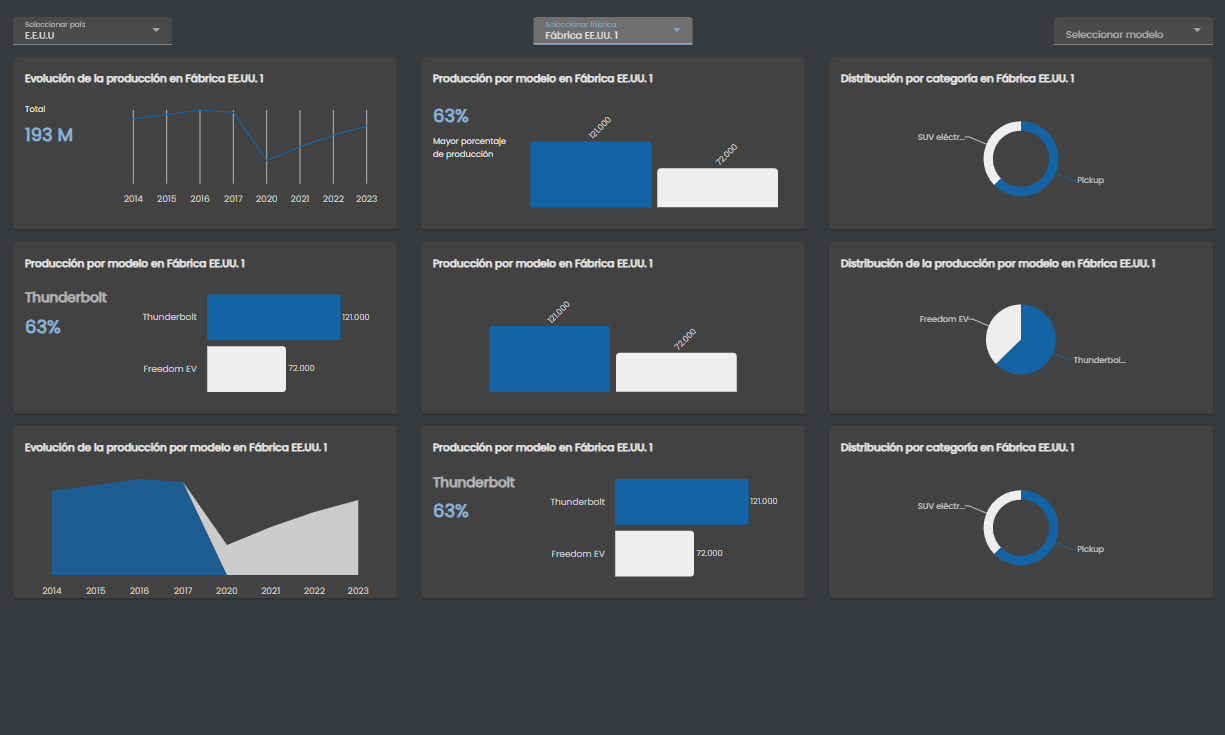 Seleccionar país
E.E.U.U
Seleccionar fábrica
Fábrica EE.UU. 1
Seleccionar modelo
Evolución de la producción en Fábrica EE.UU. 1
Total
193 M
2014 2015 2016 2017 2020 2021 2022 2023
Producción por modelo en Fábrica EE.UU. 1
63%
Mayor porcentaje
de producción
121.000
72.000
Distribución por categoría en Fábrica EE.UU. 1
SUV eléctr...
Pickup
Producción por modelo en Fábrica EE.UU. 1
Thunderbolt
63%
Thunderbolt 121.000
Freedom EV 72.000
Producción por modelo en Fábrica EE.UU. 1
121.000
72.000
Distribución de la producción por modelo en Fábrica EE.UU. 1
Freedom EV
Thunderbol...
Evolución de la producción por modelo en Fábrica EE.UU. 1
2014 2015 2016 2017 2020 2021 2022 2023
Producción por modelo en Fábrica EE.UU. 1
Thunderbolt
63%
Thunderbolt 121.000
Freedom EV 72.000
Distribución por categoría en Fábrica EE.UU. 1
SUV eléctr...
Pickup